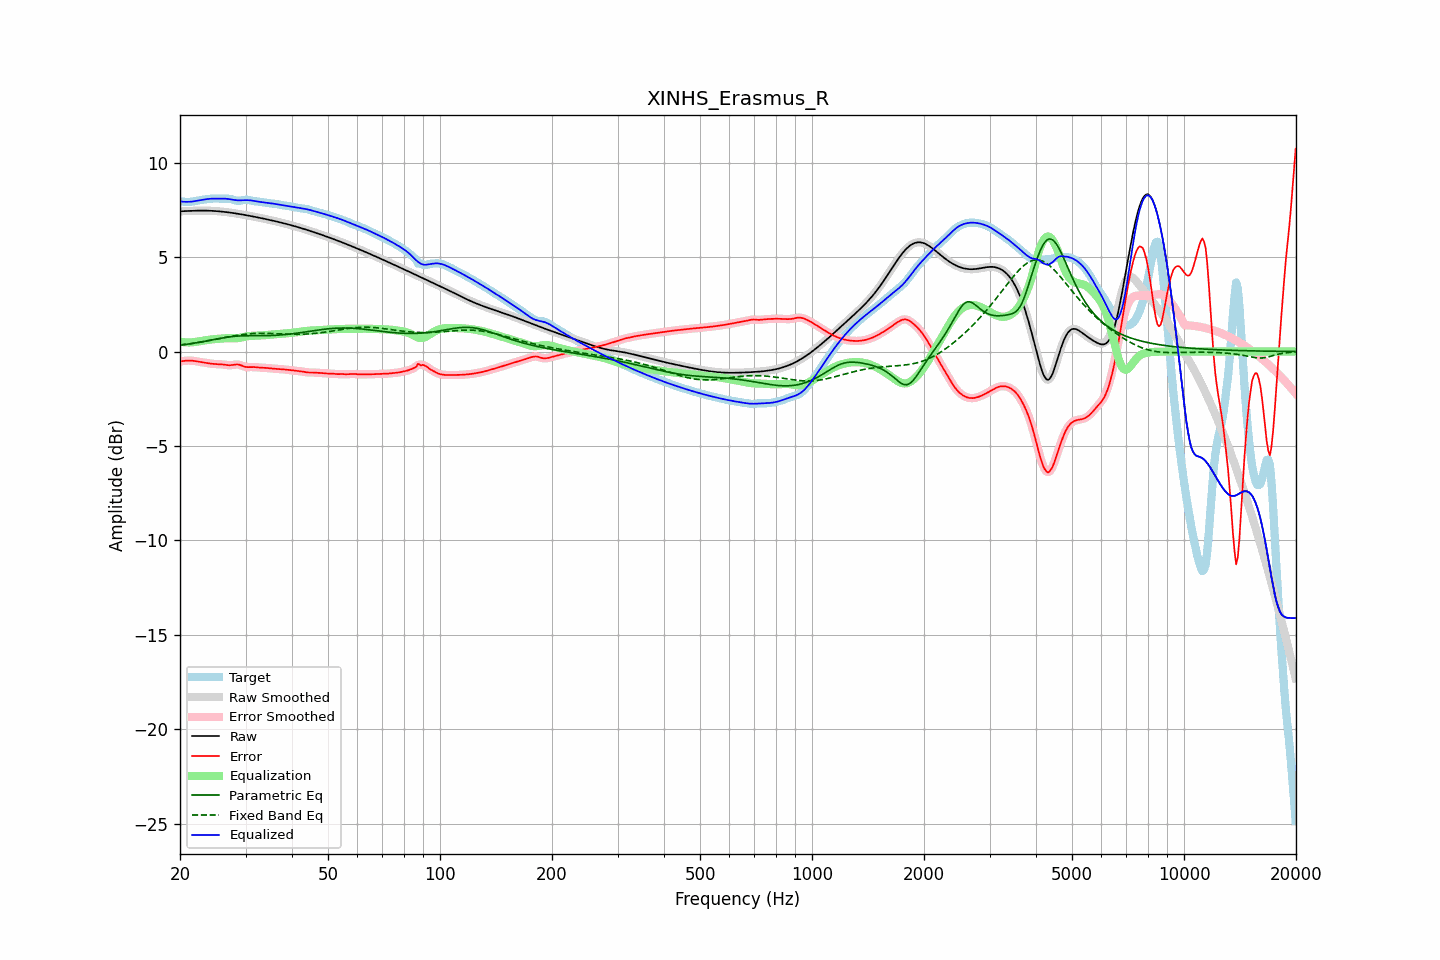 XINHS_Erasmus_R
Amplitude (dBr)
10
5
0
−5
−10
−15
−20
−25
Target
Raw Smoothed
Error Smoothed
Raw
Error
Equalization
Parametric Eq
Fixed Band Eq
Equalized
20 50 100 200 500 1000 2000 5000 10000 20000
Frequency (Hz)